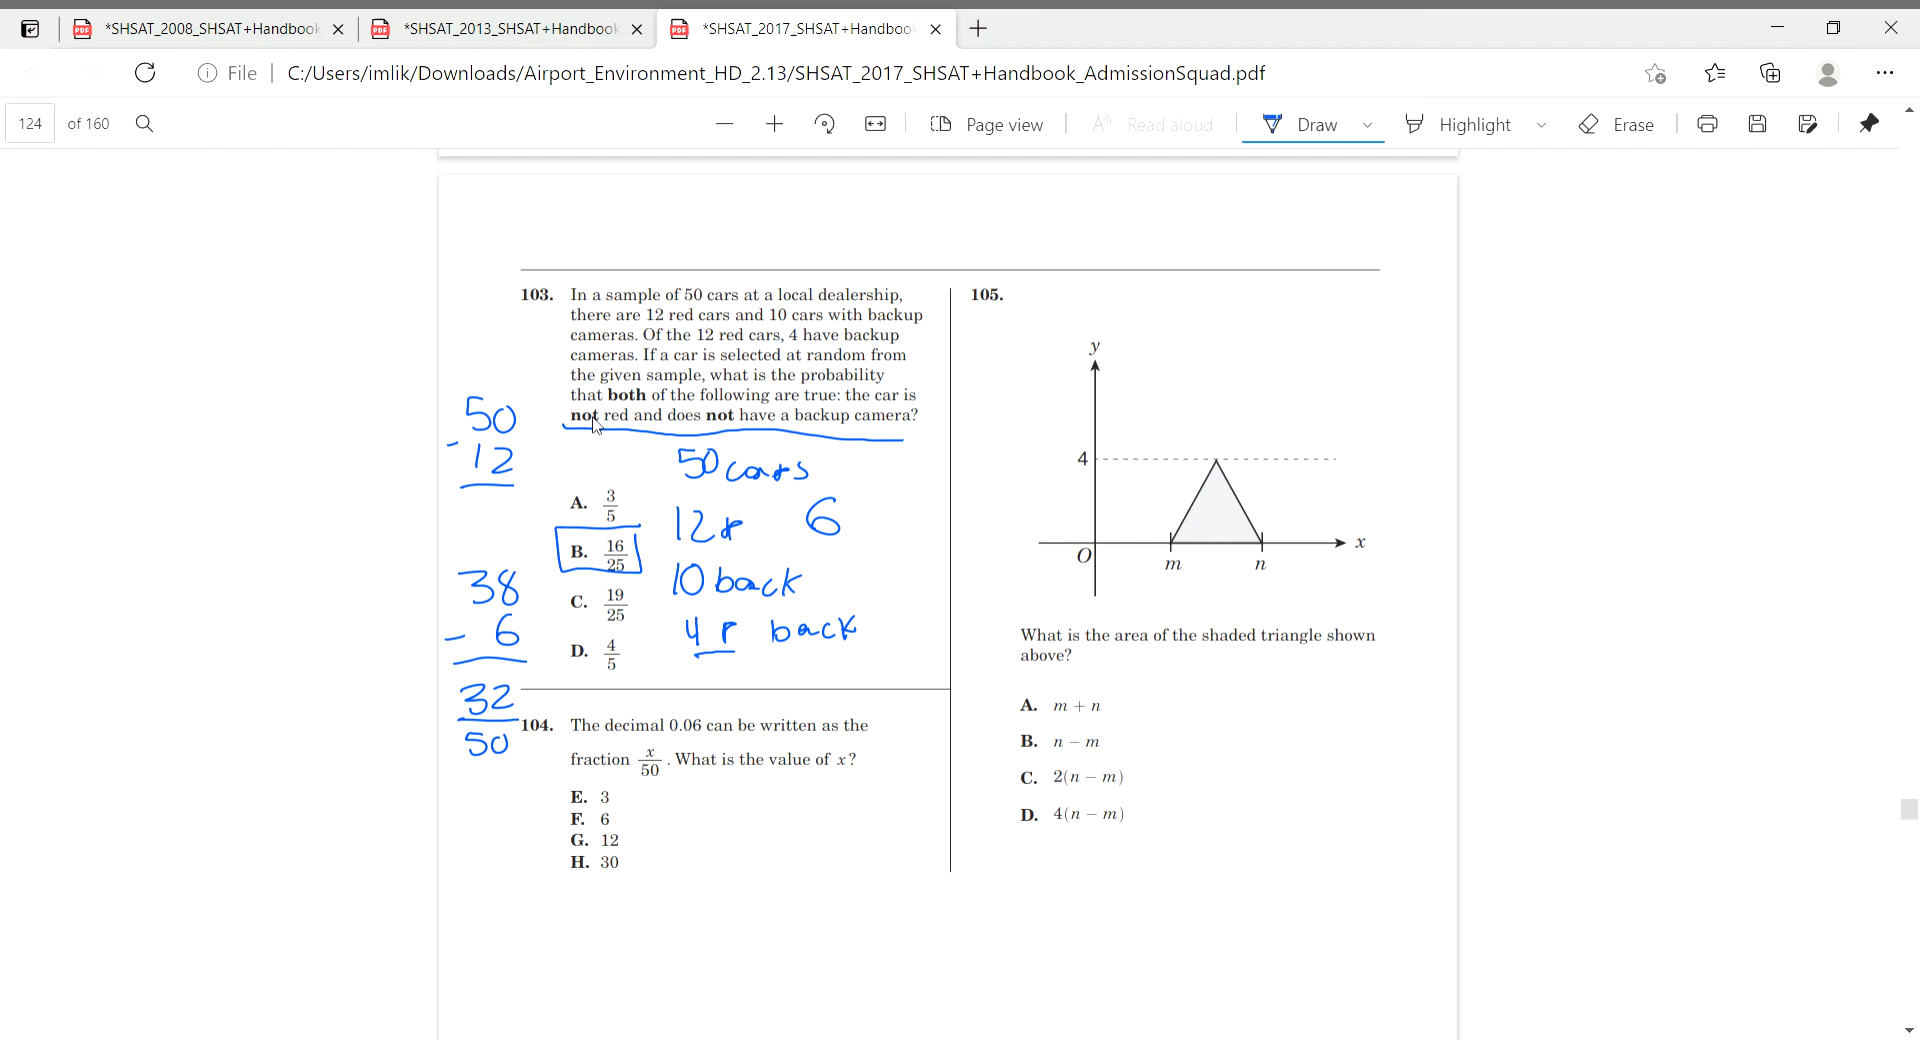 *SHSAT_2008_SHSAT+Handbook
*SHSAT_2013_SHSAT+Handbook
*SHSAT_2017_SHSAT+Handboo
File
C:/Users/imlik/Downloads/Airport_Environment_HD_2.13/SHSAT_2017_SHSAT+Handbook_AdmissionSquad.pdf
124 of 160
Page view
Read aloud
Draw
Highlight
Erase
103. In a sample of 50 cars at a local dealership,
there are 12 red cars and 10 cars with backup
cameras. Of the 12 red cars, 4 have backup
cameras. If a car is selected at random from
the given sample, what is the probability
that both of the following are true: the car is
not red and does not have a backup camera?
50
- 12
50 cars
12 r 6
10 back
4 r back
A. 3/5
B. 16/25
C. 19/25
D. 4/5
38
- 6
32
50
104. The decimal 0.06 can be written as the
fraction x/50 . What is the value of x?
E. 3
F. 6
G. 12
H. 30
105.
y
4
O
m
n
x
What is the area of the shaded triangle shown
above?
A. m + n
B. n – m
C. 2(n – m)
D. 4(n – m)